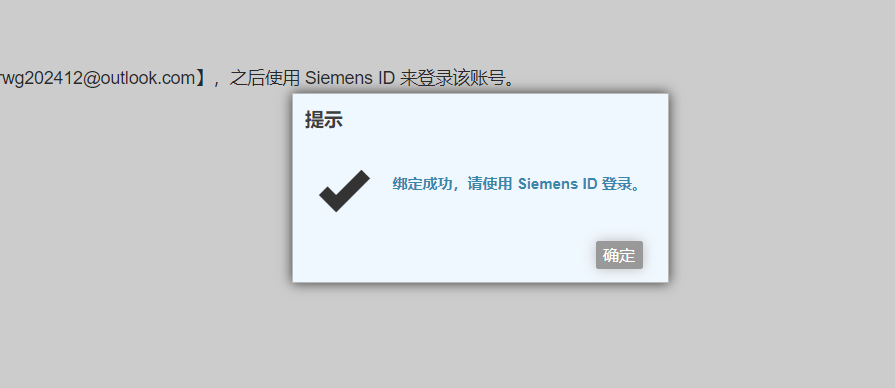 rwg202412@outlook.com】，之后使用 Siemens ID 来登录该账号。
提示
绑定成功，请使用 Siemens ID 登录。
确定